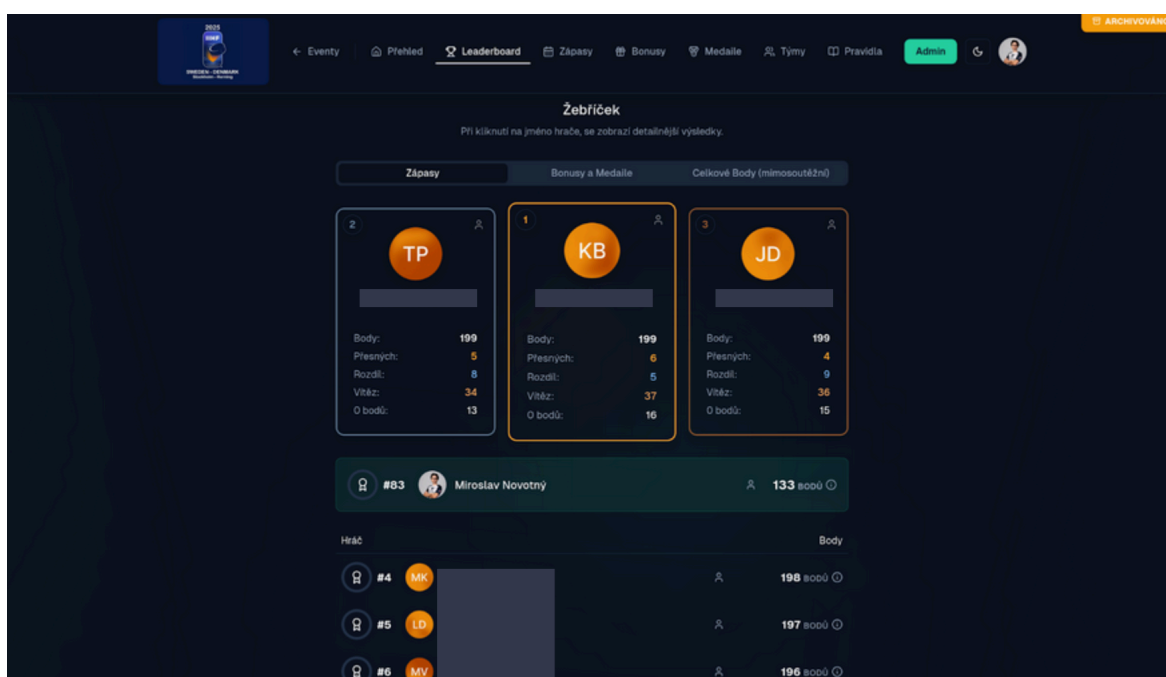 ARCHIVOVÁNO
2025
SWEDEN - DENMARK
Stockholm - Herning
← Eventy
Přehled
Leaderboard
Zápasy
Bonusy
Medaile
Týmy
Pravidla
Admin
Žebříček
Při kliknutí na jméno hrače, se zobrazí detailnější výsledky.
Zápasy
Bonusy a Medaile
Celkové Body (mimosoutěžní)
2
TP
Body: 199
Přesných: 5
Rozdíl: 8
Vítěz: 34
0 bodů: 13
1
KB
Body: 199
Přesných: 6
Rozdíl: 5
Vítěz: 37
0 bodů: 16
3
JD
Body: 199
Přesných: 4
Rozdíl: 9
Vítěz: 36
0 bodů: 15
#83 Miroslav Novotný 133 BODŮ
Hráč Body
#4 MK 198 BODŮ
#5 LD 197 BODŮ
#6 MV 196 BODŮ